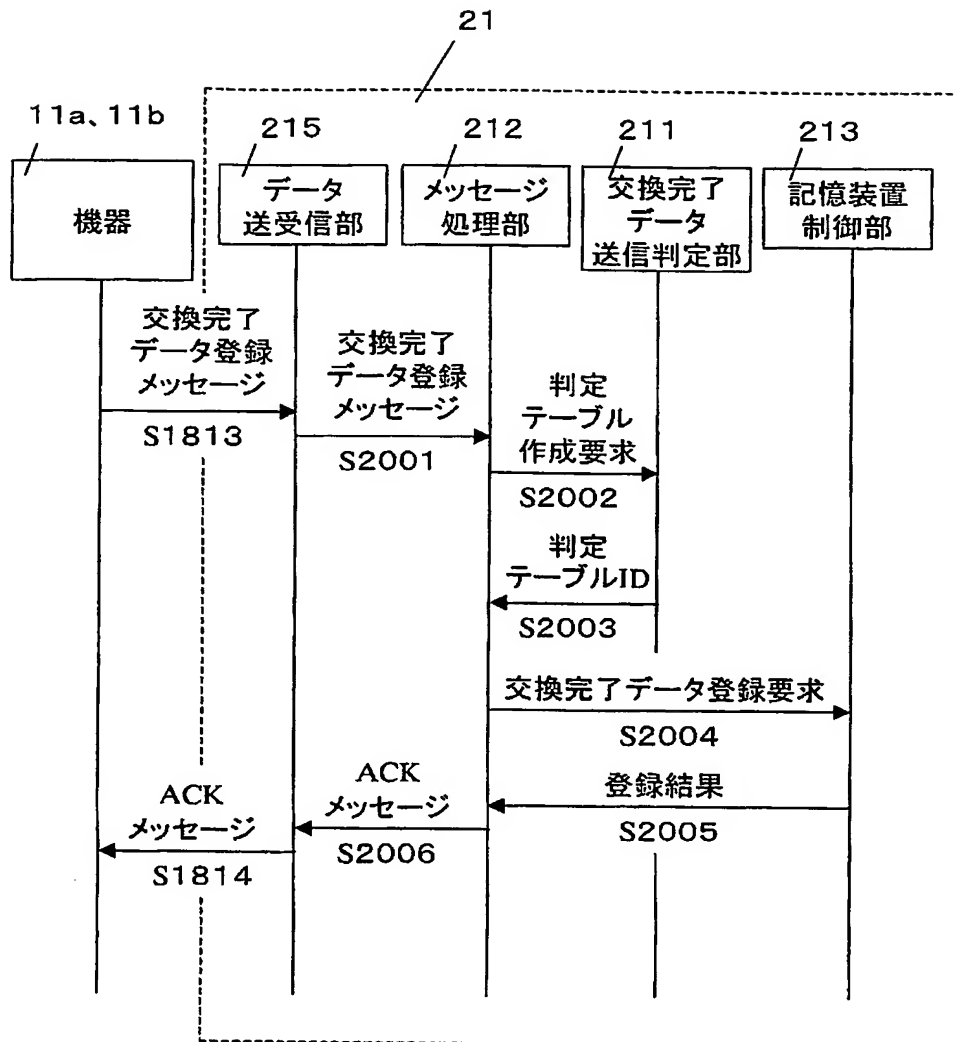 21
11a、11b
215
212
211
213
機器
データ
送受信部
メッセージ
処理部
交換完了
データ
送信判定部
記憶装置
制御部
交換完了
データ登録
メッセージ
S1813
交換完了
データ登録
メッセージ
S2001
判定
テーブル
作成要求
S2002
判定
テーブルID
S2003
交換完了データ登録要求
S2004
登録結果
S2005
ACK
メッセージ
S2006
ACK
メッセージ
S1814